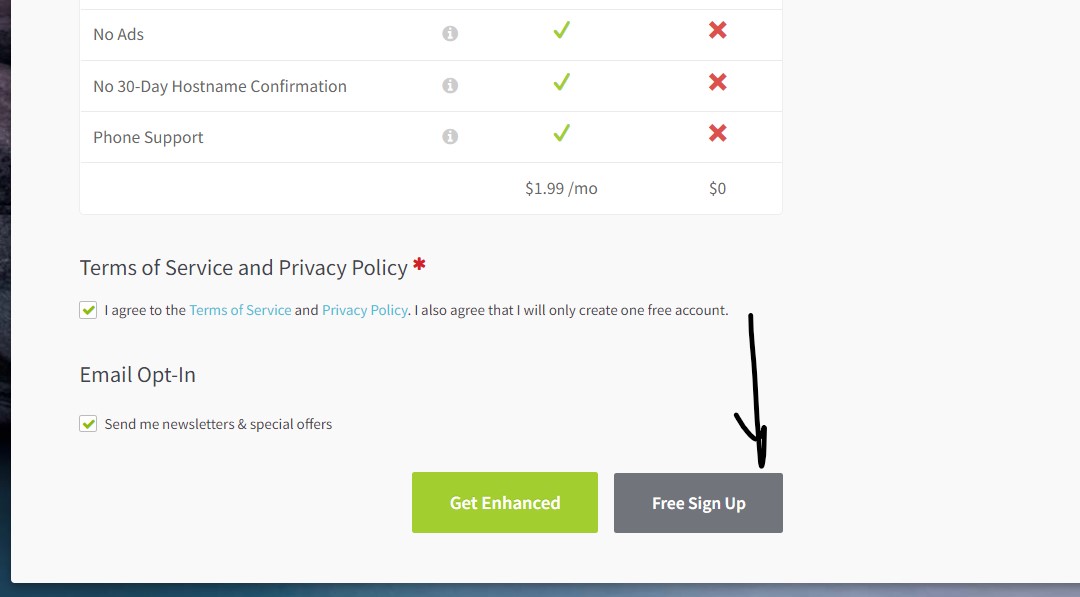 No Ads
No 30-Day Hostname Confirmation
Phone Support
$1.99 /mo $0
Terms of Service and Privacy Policy *
I agree to the Terms of Service and Privacy Policy. I also agree that I will only create one free account.
Email Opt-In
Send me newsletters & special offers
Get Enhanced Free Sign Up